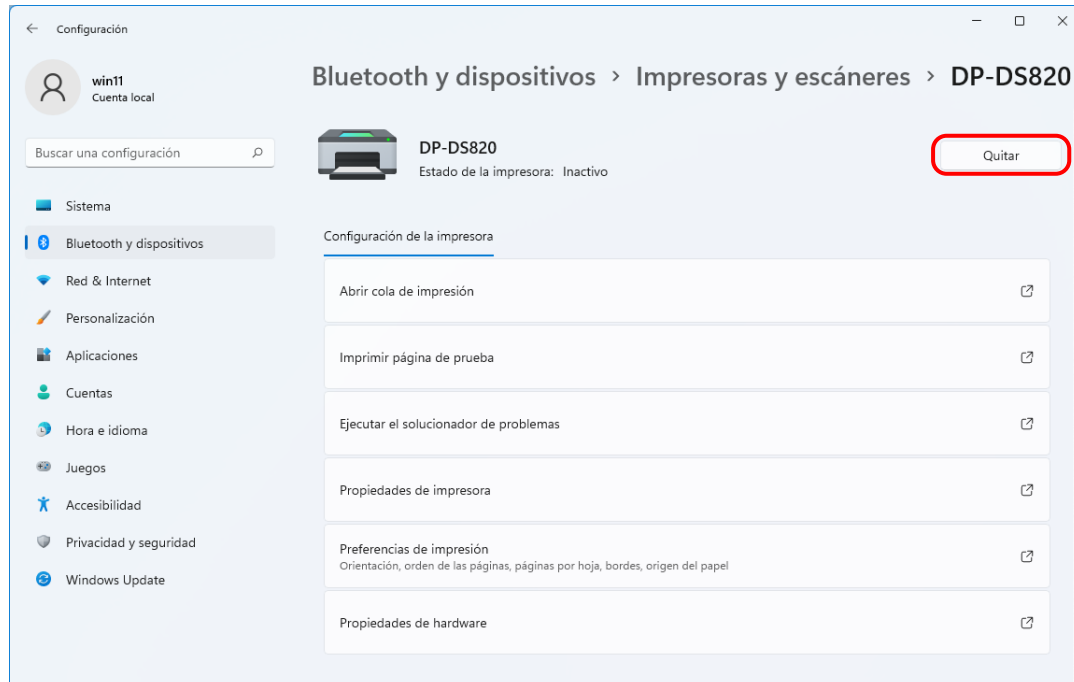 Configuración
win11
Cuenta local
Buscar una configuración
Sistema
Bluetooth y dispositivos
Red & Internet
Personalización
Aplicaciones
Cuentas
Hora e idioma
Juegos
Accesibilidad
Privacidad y seguridad
Windows Update
Bluetooth y dispositivos > Impresoras y escáneres > DP-DS820
DP-DS820
Estado de la impresora: Inactivo
Quitar
Configuración de la impresora
Abrir cola de impresión
Imprimir página de prueba
Ejecutar el solucionador de problemas
Propiedades de impresora
Preferencias de impresión
Orientación, orden de las páginas, páginas por hoja, bordes, origen del papel
Propiedades de hardware